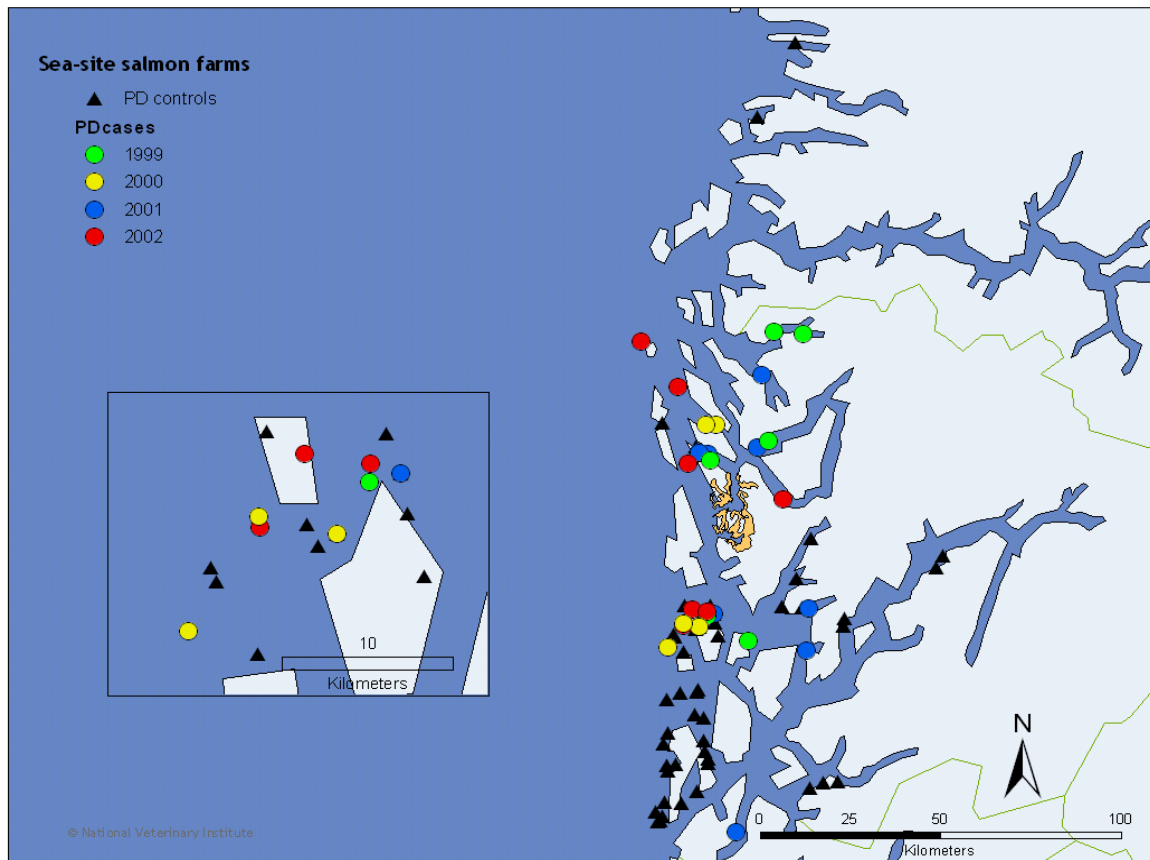 Sea-site salmon farms
PD controls
PDcases
1999
2000
2001
2002
10
Kilometers
N
0 25 50 100
Kilometers
© National Veterinary Institute